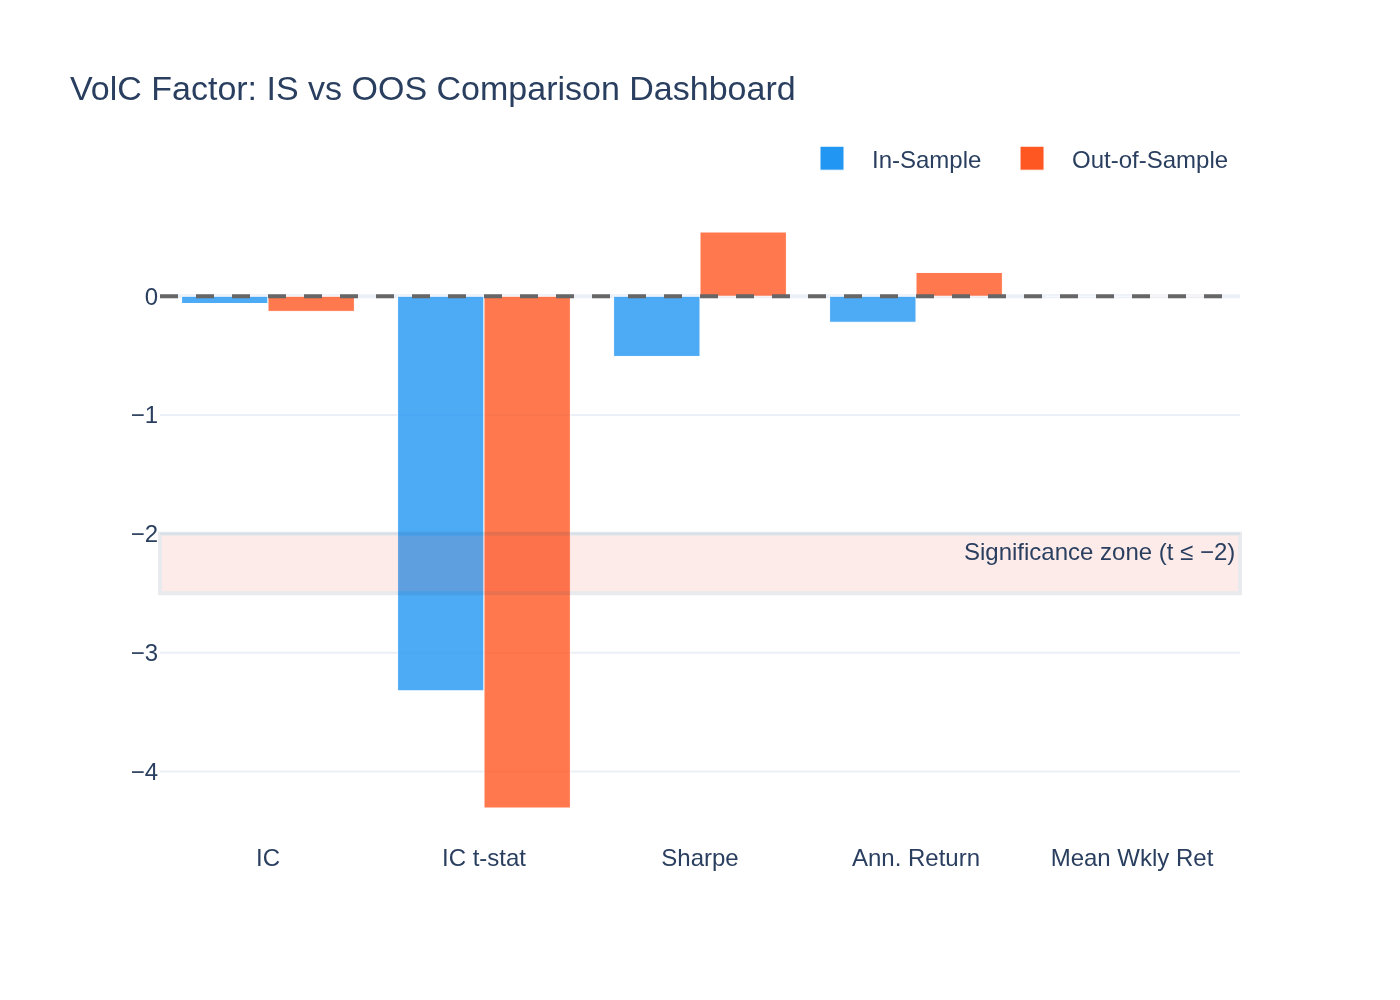 VolC Factor: IS vs OOS Comparison Dashboard
In-Sample
Out-of-Sample
0
−1
−2
Significance zone (t ≤ −2)
−3
−4
IC
IC t-stat
Sharpe
Ann. Return
Mean Wkly Ret